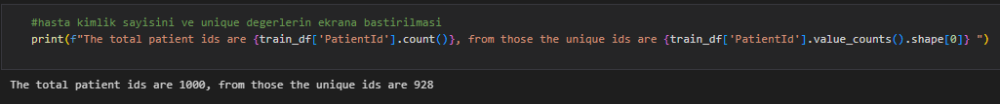 #hasta kimlik sayisini ve unique degerlerin ekrana bastirilmasi
print(f"The total patient ids are {train_df['PatientId'].count()}, from those the unique ids are {train_df['PatientId'].value_counts().shape[0]} ")
The total patient ids are 1000, from those the unique ids are 928